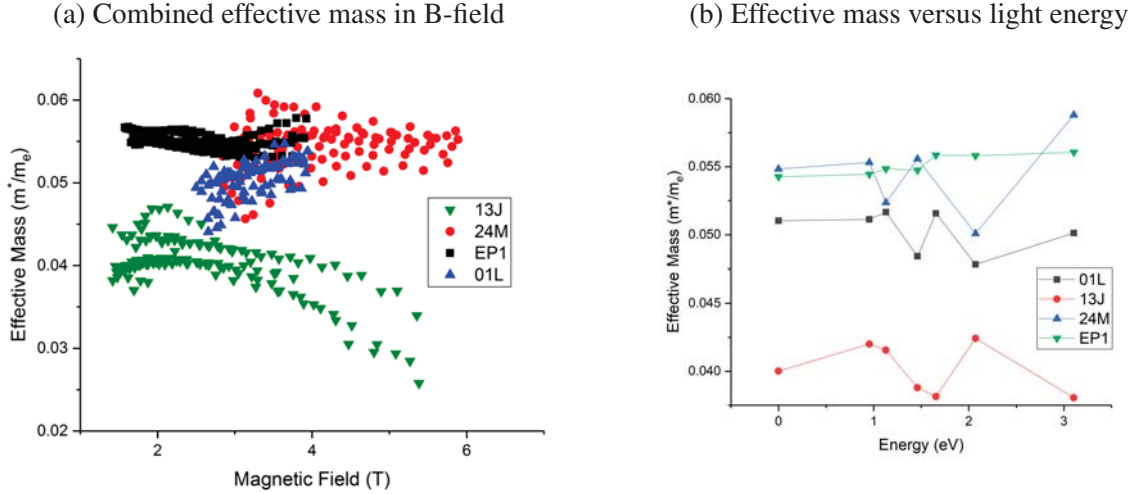 (a) Combined effective mass in B-field
0.06
0.05
0.04
0.03
0.02
2
4
6
Effective Mass (m*/mₑ)
Magnetic Field (T)
13J
24M
EP1
01L
(b) Effective mass versus light energy
0.060
0.055
0.050
0.045
0.040
0
1
2
3
Effective Mass (m*/mₑ)
Energy (eV)
01L
13J
24M
EP1